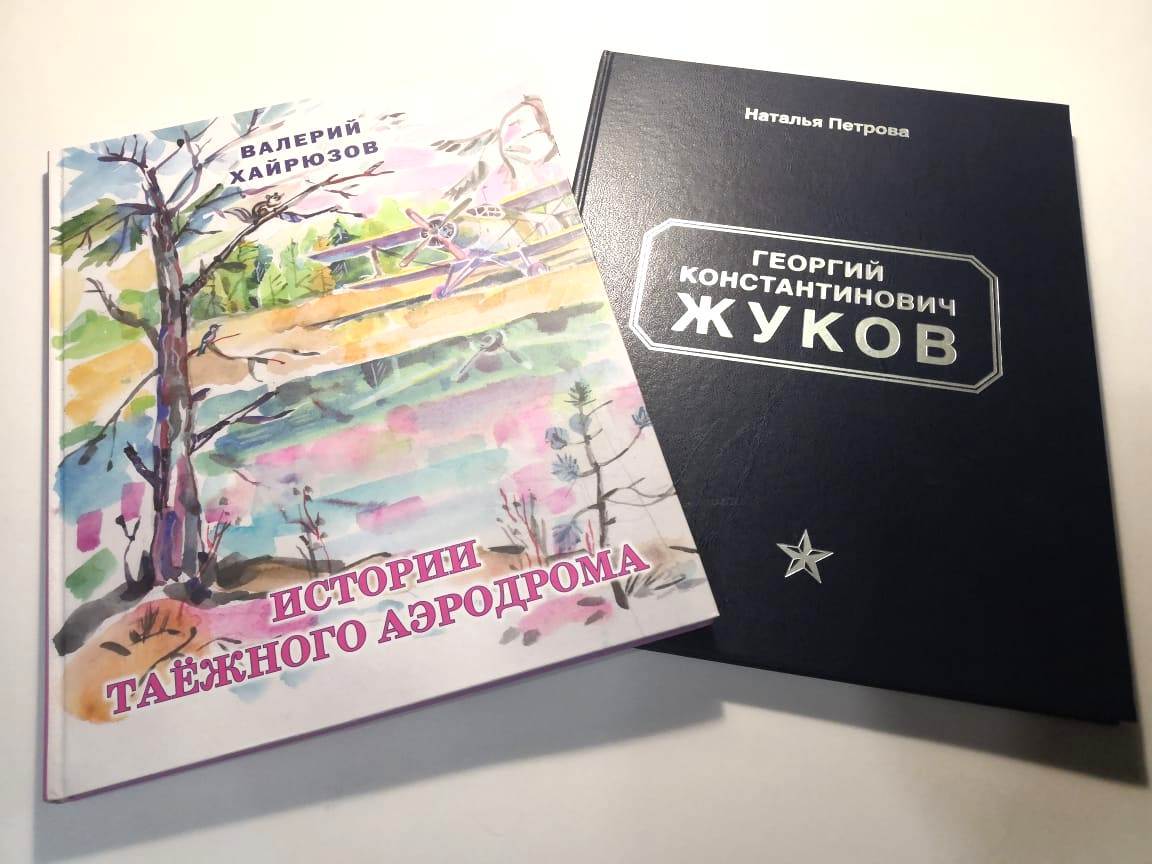 ВАЛЕРИЙ
ХАЙРЮЗОВ
ИСТОРИИ
ТАЁЖНОГО АЭРОДРОМА
Наталья Петрова
ГЕОРГИЙ
КОНСТАНТИНОВИЧ
ЖУКОВ